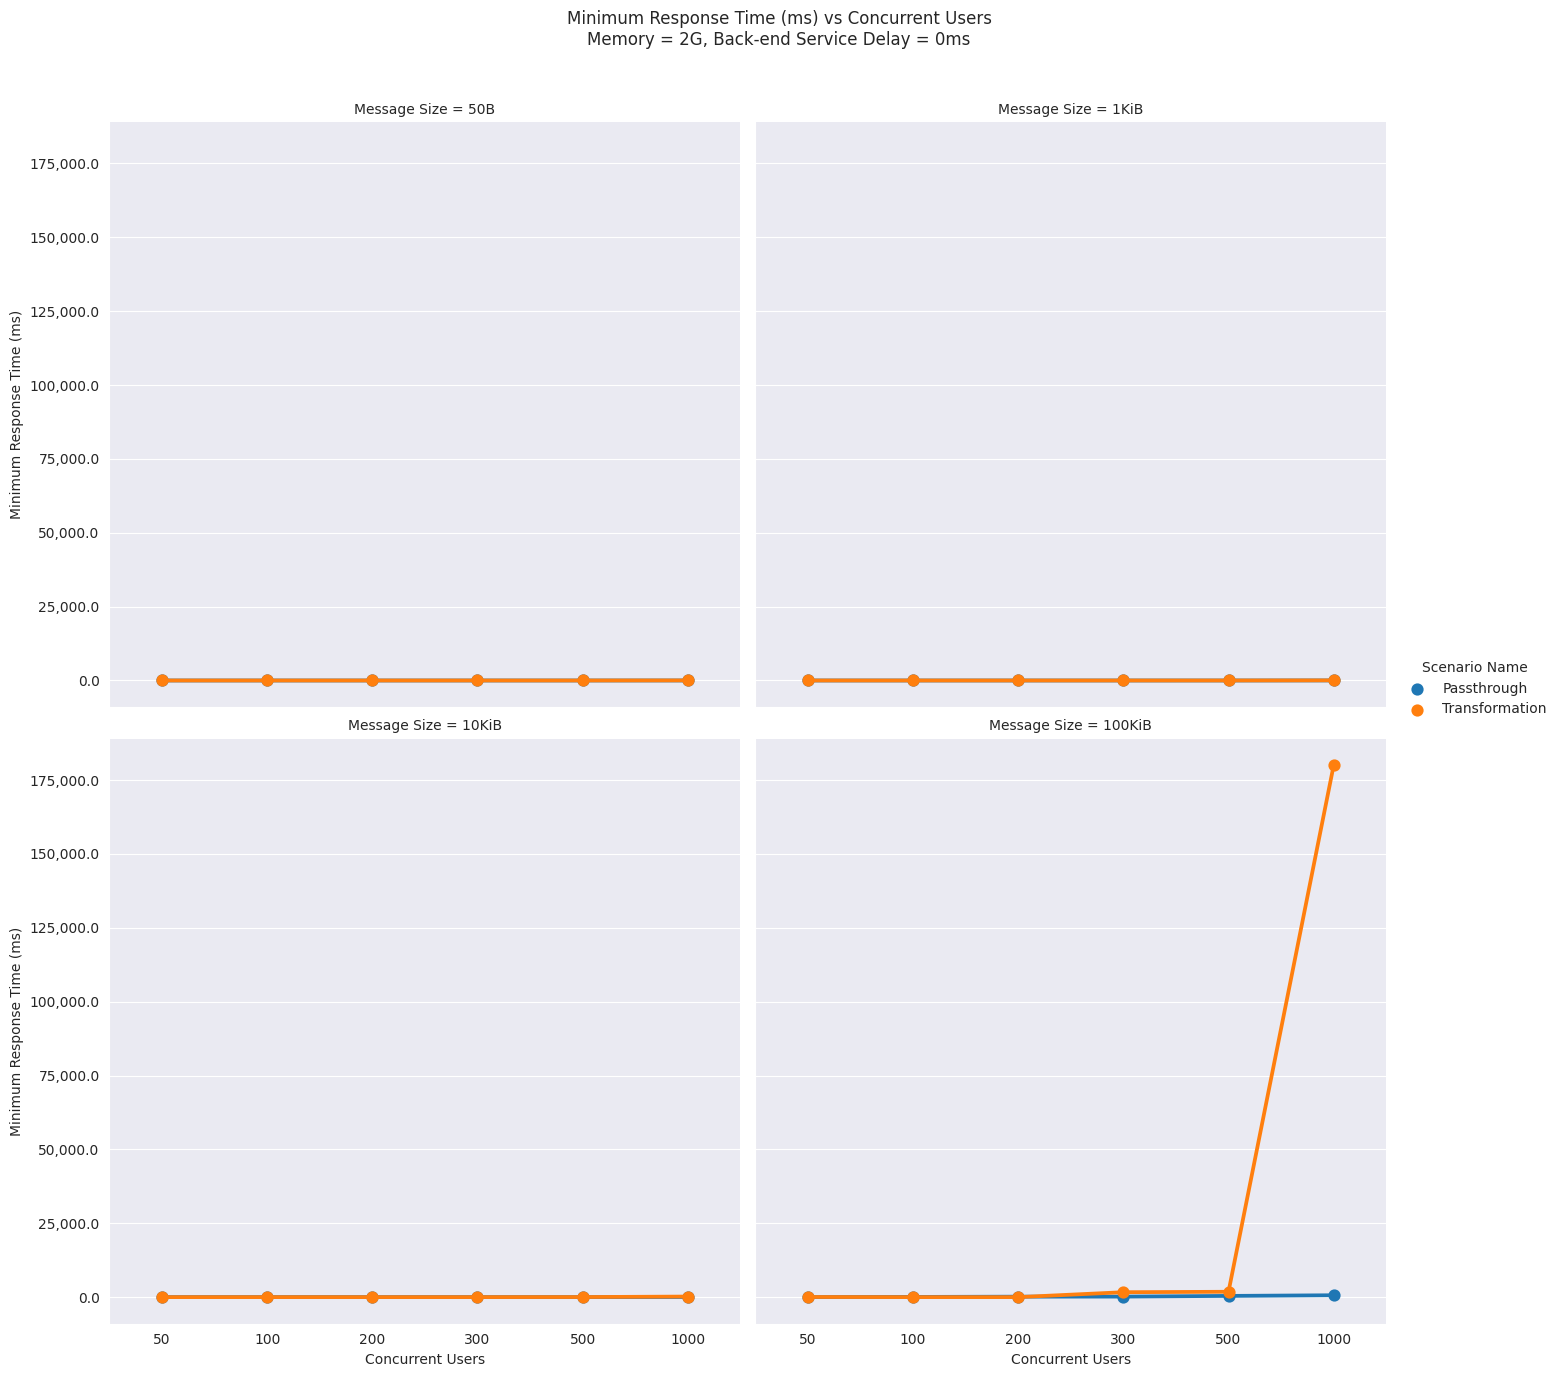 Minimum Response Time (ms) vs Concurrent Users
Memory = 2G, Back-end Service Delay = 0ms
Message Size = 50B
Message Size = 1KiB
175,000.0
150,000.0
125,000.0
100,000.0
75,000.0
50,000.0
25,000.0
0.0
Minimum Response Time (ms)
Scenario Name
Passthrough
Transformation
Message Size = 10KiB
Message Size = 100KiB
175,000.0
150,000.0
125,000.0
100,000.0
75,000.0
50,000.0
25,000.0
0.0
Minimum Response Time (ms)
50 100 200 300 500 1000
50 100 200 300 500 1000
Concurrent Users
Concurrent Users